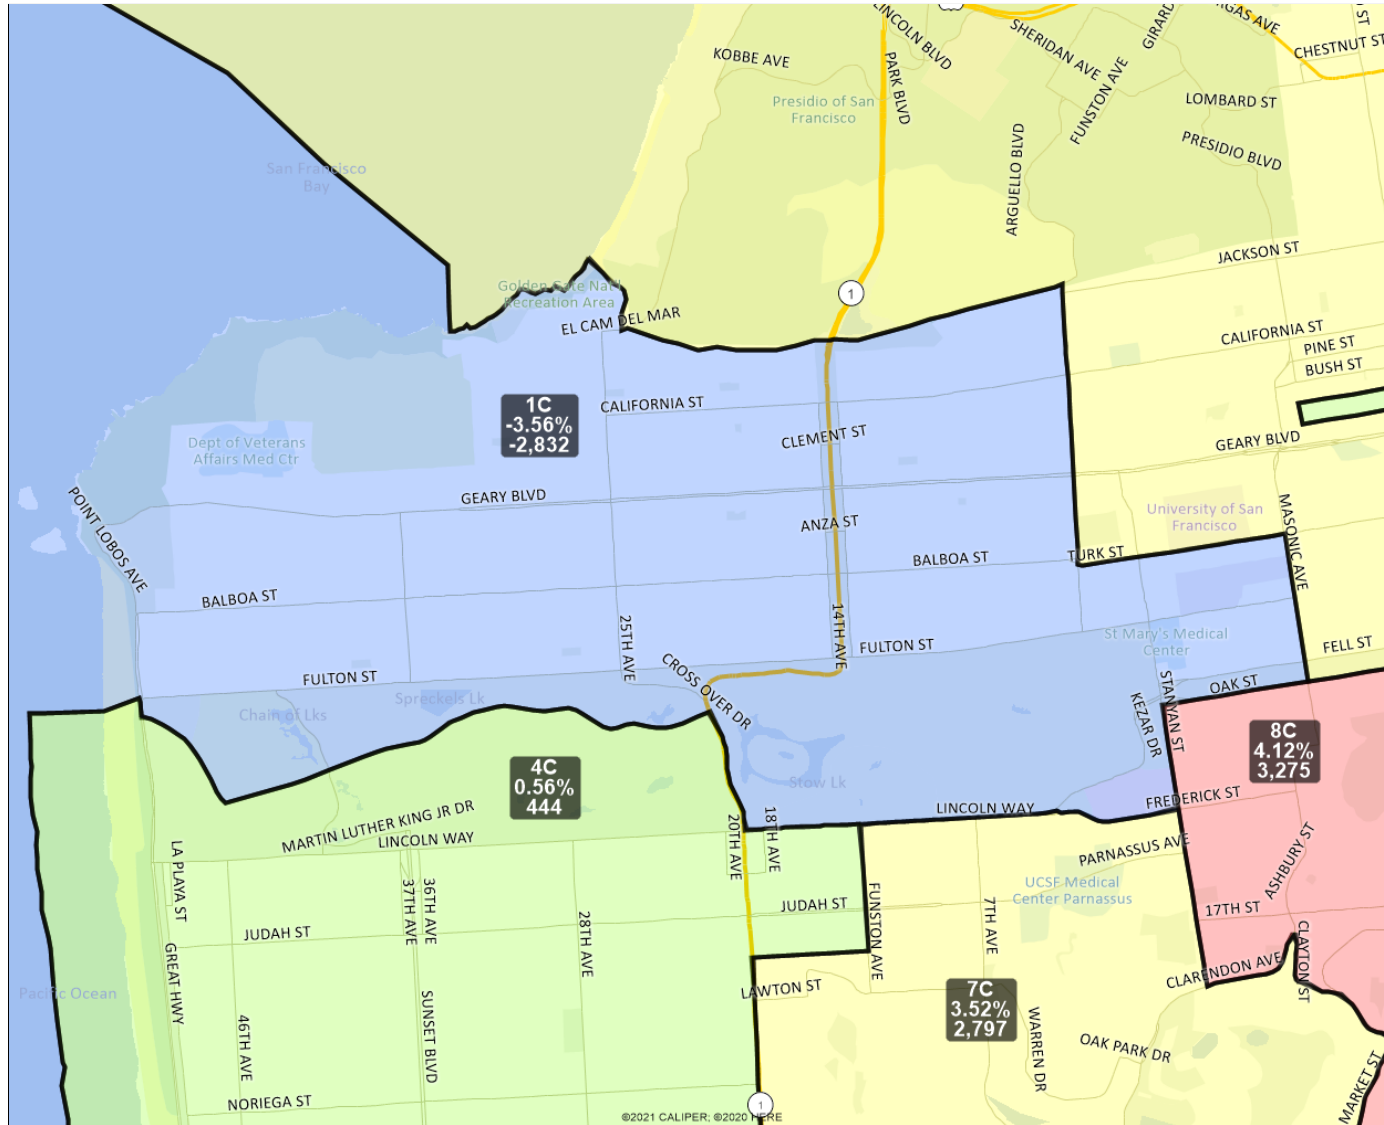 LINCOLN BLVD
SHERIDAN AVE
GIRARD
CHESTNUT ST
KOBBE AVE
PARK BLVD
FUNSTON AVE
Presidio of San
Francisco
LOMBARD ST
PRESIDIO BLVD
ARGUELLO BLVD
San Francisco
Bay
JACKSON ST
Golden Gate Nat'l
Recreation Area
1
EL CAM DEL MAR
CALIFORNIA ST
PINE ST
BUSH ST
1C
-3.56%
-2,832
CALIFORNIA ST
CLEMENT ST
GEARY BLVD
Dept of Veterans
Affairs Med Ctr
POINT LOBOS AVE
GEARY BLVD
ANZA ST
University of San
Francisco
MASONIC AVE
BALBOA ST
TURK ST
BALBOA ST
25TH AVE
14TH AVE
FULTON ST
St Mary's Medical
Center
FELL ST
FULTON ST
CROSS OVER DR
Spreckels Lk
Chain of Lks
STANYAN ST
OAK ST
KEZAR DR
8C
4.12%
3,275
4C
0.56%
444
Stow Lk
MARTIN LUTHER KING JR DR
LINCOLN WAY
LINCOLN WAY
FREDERICK ST
20TH AVE
18TH AVE
PARNASSUS AVE
ASHBURY ST
LA PLAYA ST
37TH AVE
36TH AVE
UCSF Medical
Center Parnassus
JUDAH ST
FUNSTON AVE
7TH AVE
17TH ST
JUDAH ST
28TH AVE
CLAYTON ST
GREAT HWY
CLARENDON AVE
Pacific Ocean
LAWTON ST
7C
3.52%
2,797
SUNSET BLVD
46TH AVE
WARREN DR
OAK PARK DR
MARKET ST
NORIEGA ST
1
©2021 CALIPER; ©2020 HERE